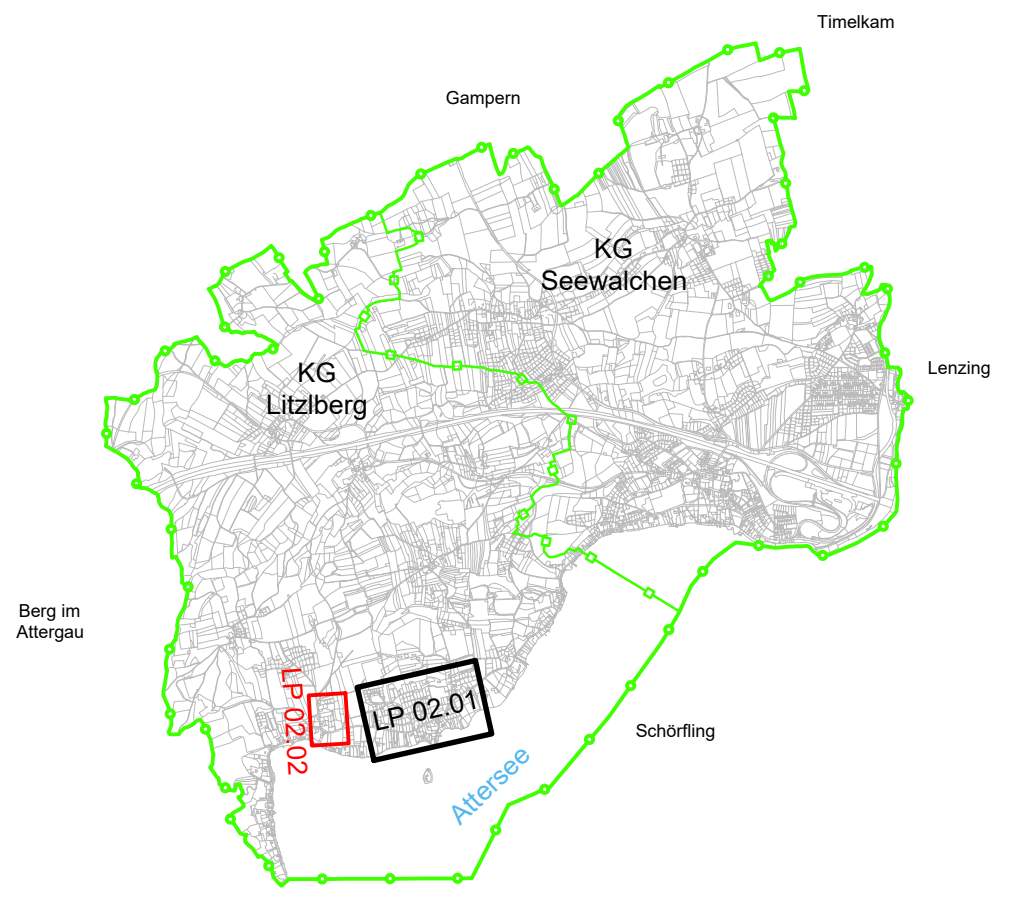 Timelkam
Gampern
KG
Seewalchen
KG
Litzlberg
Lenzing
Berg im
Attergau
LP 02.02
LP 02.01
Schörfling
Attersee